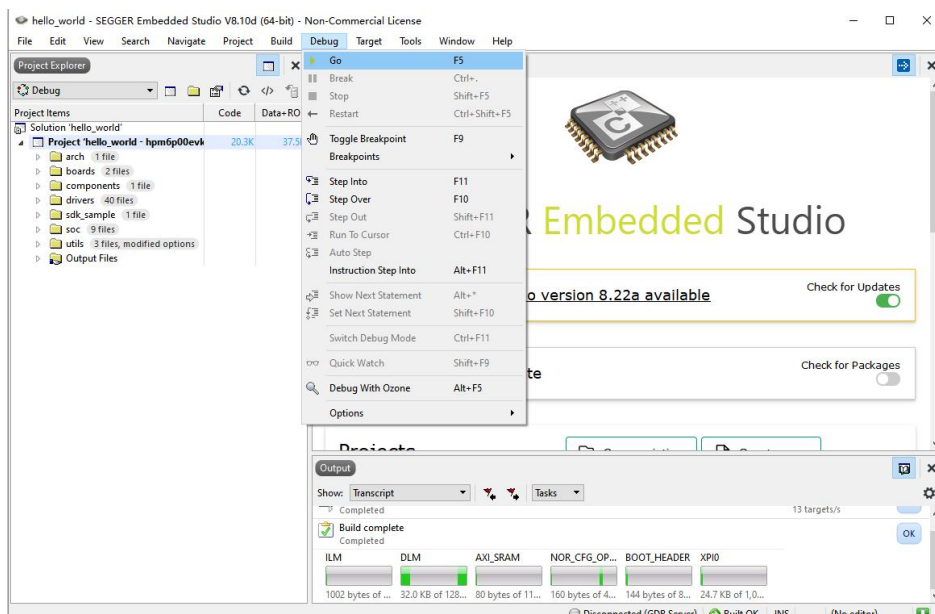 hello_world - SEGGER Embedded Studio V8.10d (64-bit) - Non-Commercial License
File Edit View Search Navigate Project Build Debug Target Tools Window Help
Project Explorer
Debug
Project Items Code Data+RO
Solution 'hello_world'
Project 'hello_world - hpm6p00evk 20.3K 37.5
arch 1 file
boards 2 files
components 1 file
drivers 40 files
sdk_sample 1 file
soc 9 files
utils 3 files, modified options
Output Files
Go F5
Break Ctrl+.
Stop Shift+F5
Restart Ctrl+Shift+F5
Toggle Breakpoint F9
Breakpoints
Step Into F11
Step Over F10
Step Out Shift+F11
Run To Cursor Ctrl+F10
Auto Step
Instruction Step Into Alt+F11
Show Next Statement Alt+*
Set Next Statement Shift+F10
Switch Debug Mode Ctrl+F11
Quick Watch Shift+F9
Debug With Ozone Alt+F5
Options
C
R Embedded Studio
o version 8.22a available
Check for Updates
te
Check for Packages
Projects
Output
Show: Transcript Tasks
Completed 13 targets/s
Build complete OK
Completed
ILM DLM AXI_SRAM NOR_CFG_OP... BOOT_HEADER XPI0
1002 bytes of ... 32.0 KB of 128... 80 bytes of 11... 160 bytes of 4... 144 bytes of 8... 24.7 KB of 1,0...
Disconnected (GDB Server) Built OK INS (No editor)